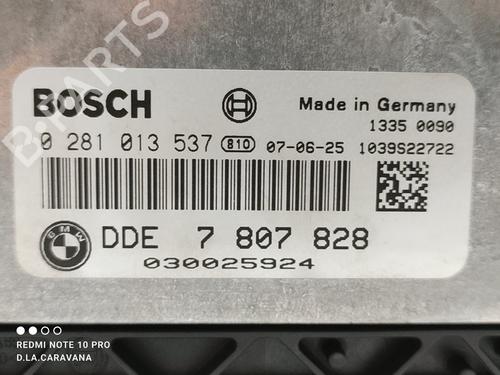 B-PARTS
BOSCH
Made in Germany
1335 0090
0 281 013 537 810 07-06-25 1039S22722
BMW
DDE 7 807 828
030025924
REDMI NOTE 10 PRO
D.L.A.CARAVANA